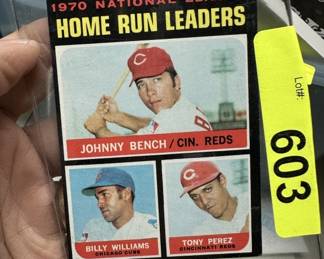 1970 NATIONAL
HOME RUN LEADERS
JOHNNY BENCH / CIN. REDS
BILLY WILLIAMS
CHICAGO CUBS
TONY PEREZ
CINCINNATI REDS
Lot#:
603